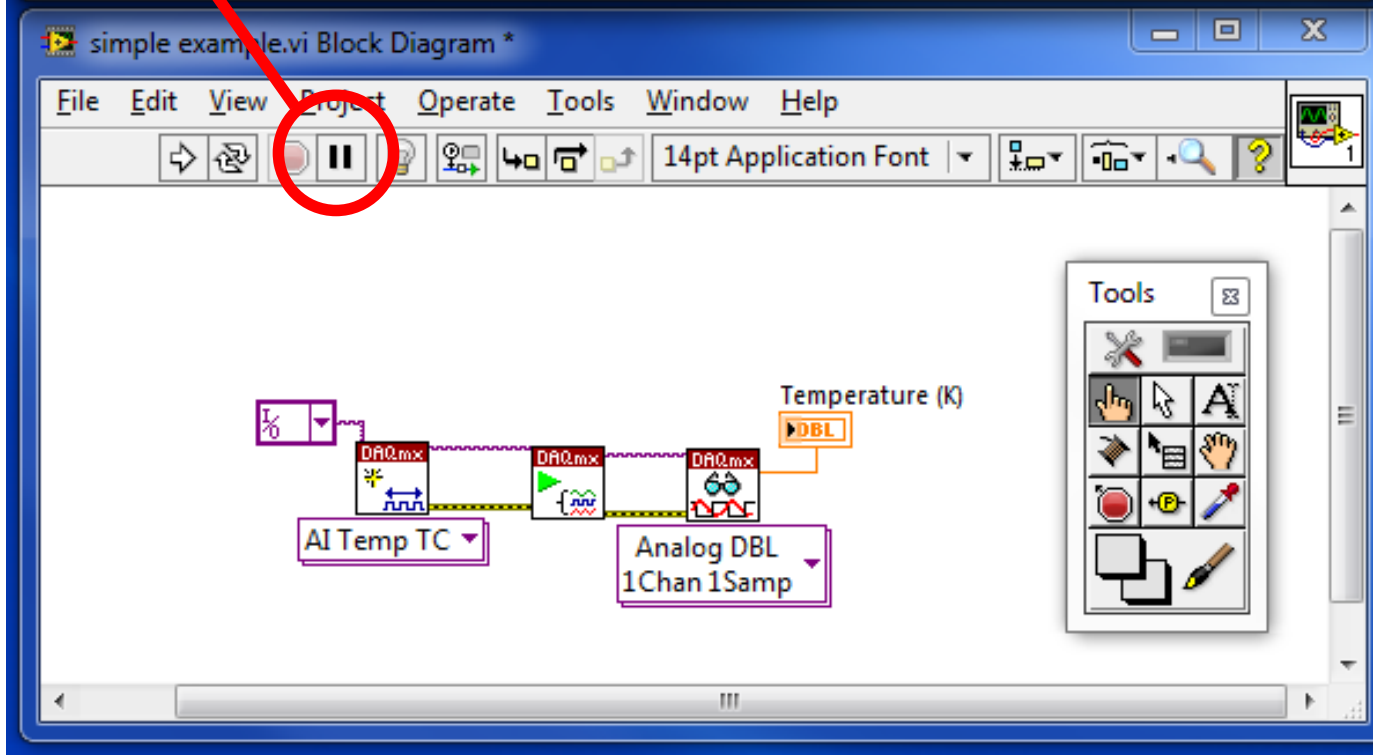 simple example.vi Block Diagram *
File Edit View Project Operate Tools Window Help
14pt Application Font
1
Tools
Temperature (K)
DBL
I/O
DAQmx DAQmx DAQmx
AI Temp TC
Analog DBL
1Chan 1Samp